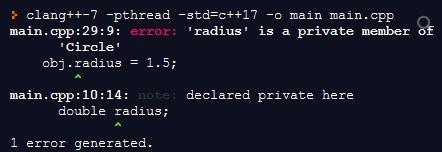 > clang++-7 -pthread -std=c++17 -o main main.cpp
main.cpp:29:9: error: 'radius' is a private member of
      'Circle'
    obj.radius = 1.5;
        ^
main.cpp:10:14: note: declared private here
      double radius;
             ^
1 error generated.